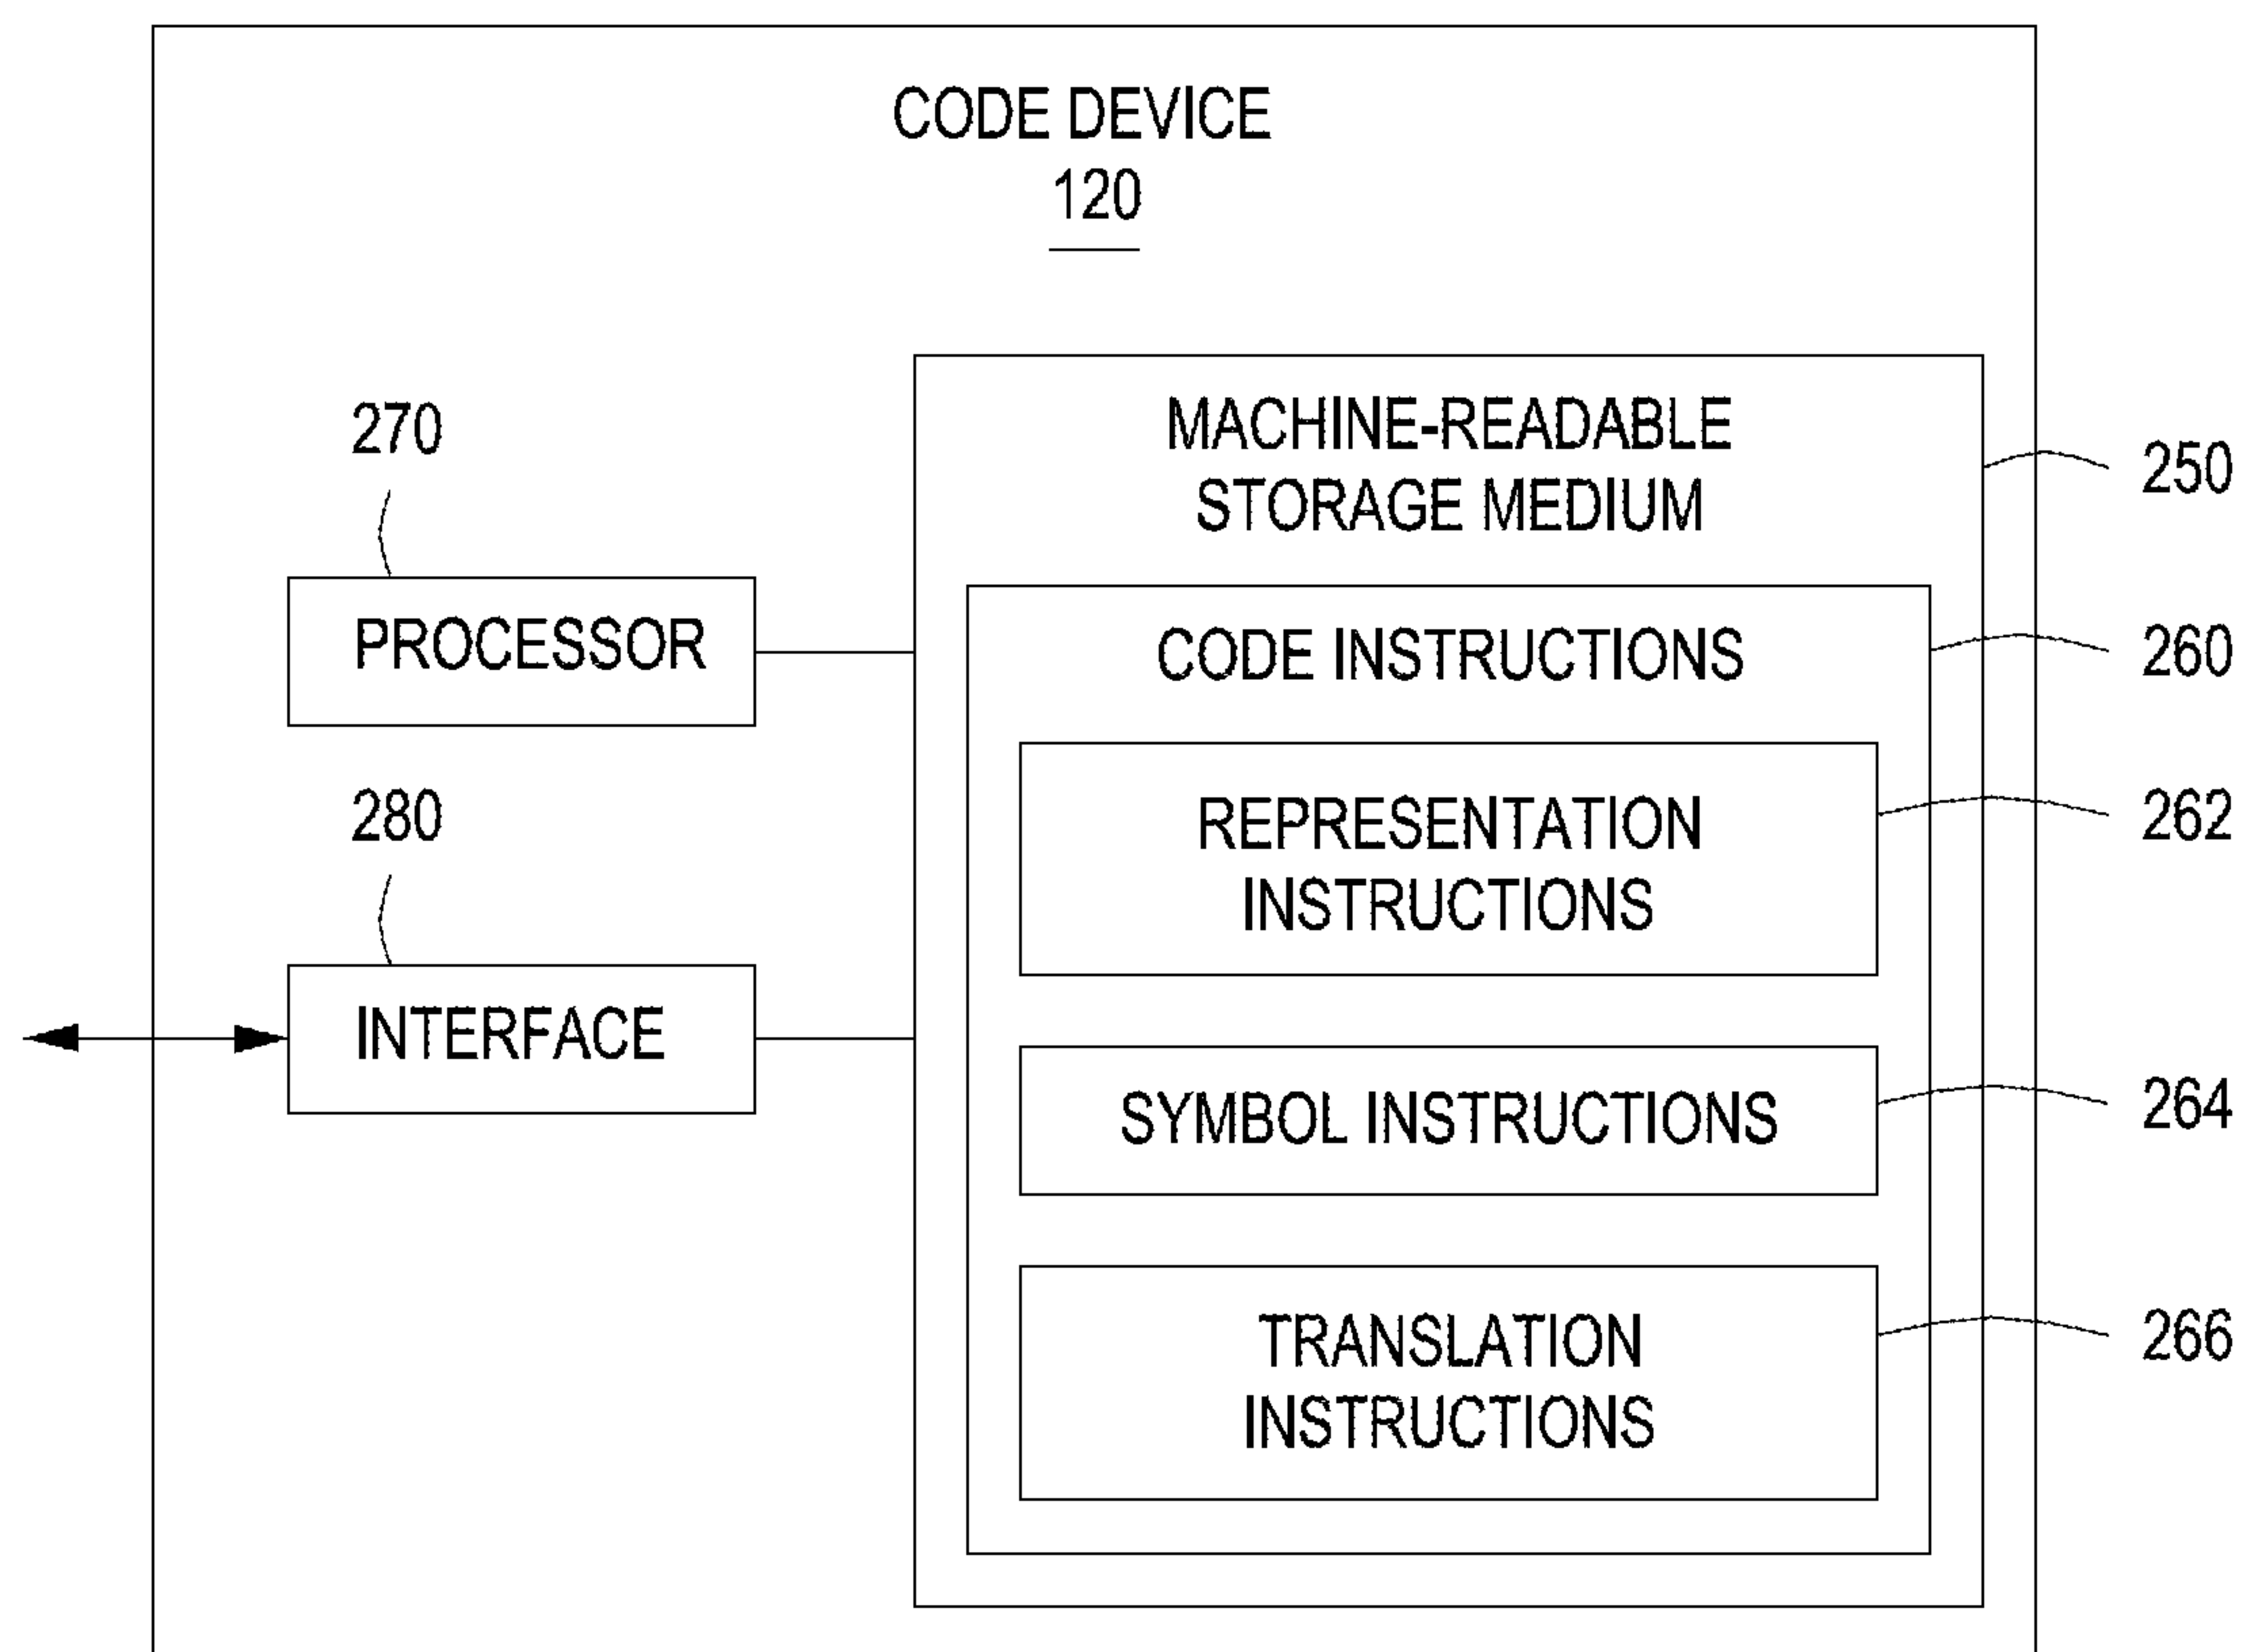 CODE DEVICE
120
270
PROCESSOR
280
INTERFACE
MACHINE-READABLE
STORAGE MEDIUM
250
CODE INSTRUCTIONS
260
REPRESENTATION
INSTRUCTIONS
262
SYMBOL INSTRUCTIONS
264
TRANSLATION
INSTRUCTIONS
266